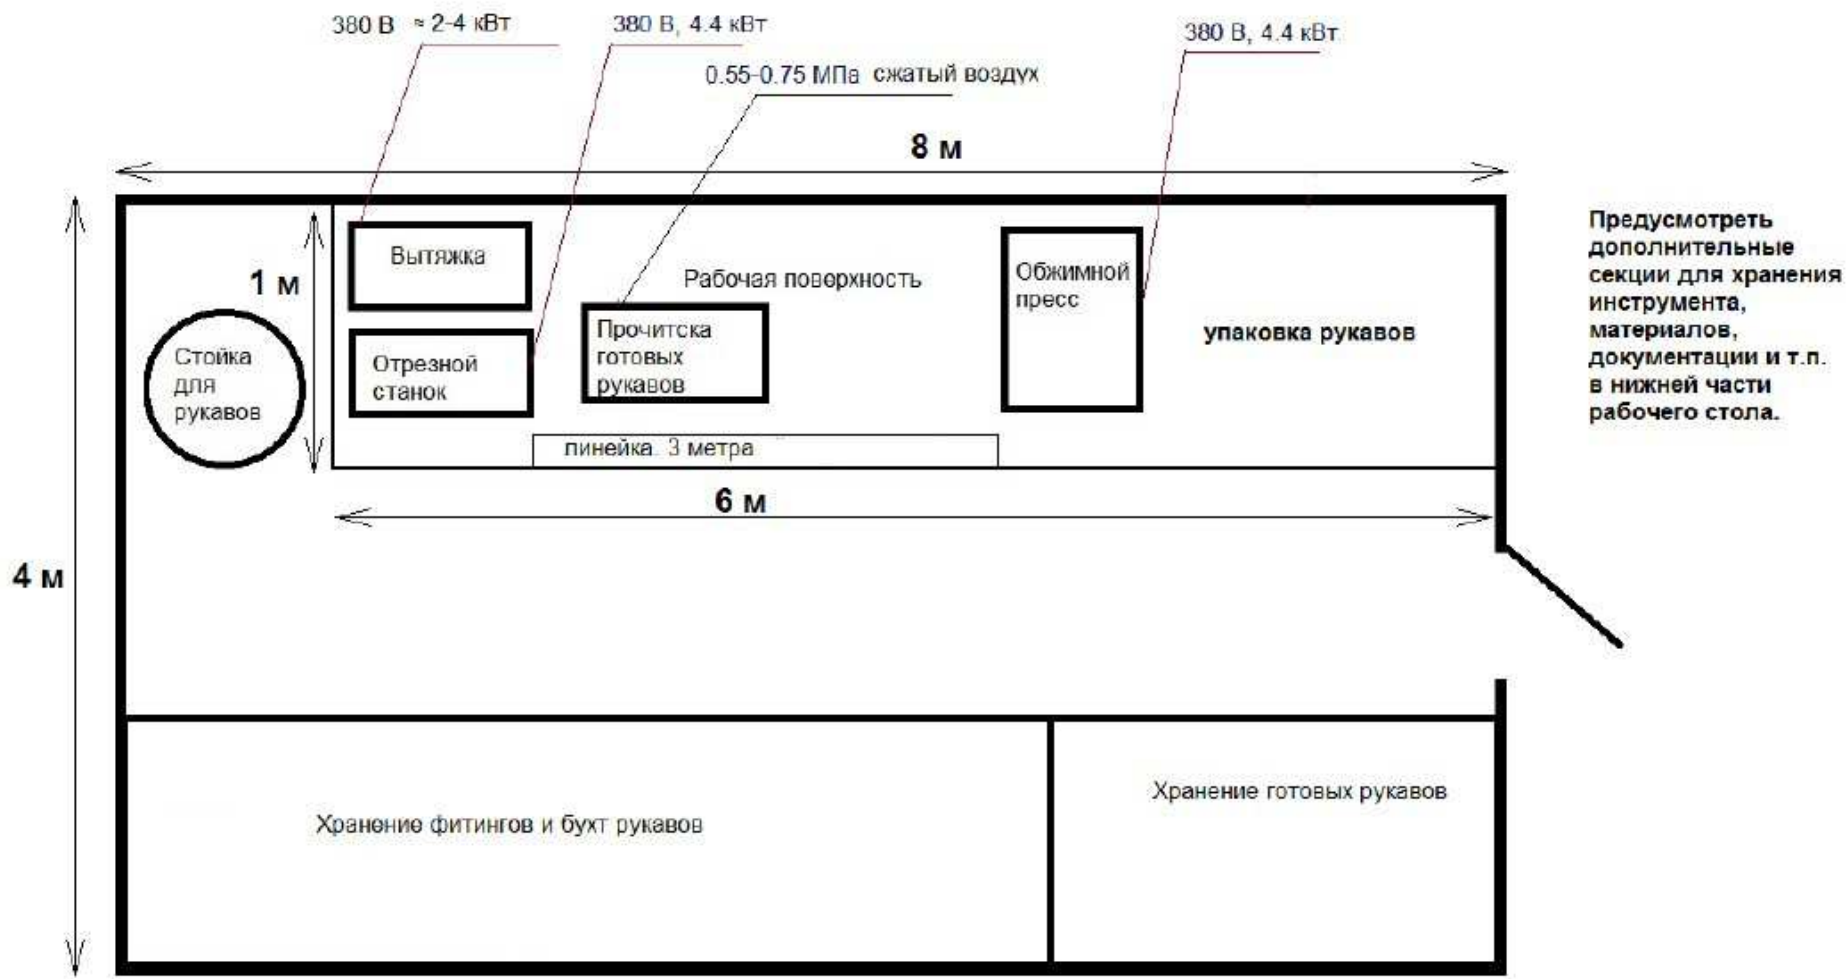 380 В ≈ 2-4 кВт
380 В, 4.4 кВт
380 В, 4.4 кВт
0.55-0.75 МПа сжатый воздух
8 м
Предусмотреть
дополнительные
секции для хранения
инструмента,
материалов,
документации и т.п.
в нижней части
рабочего стола.
1 м
Вытяжка
Рабочая поверхность
Обжимной
пресс
Стойка
для
рукавов
Отрезной
станок
Прочитска
готовых
рукавов
упаковка рукавов
линейка. 3 метра
6 м
4 м
Хранение фитингов и бухт рукавов
Хранение готовых рукавов